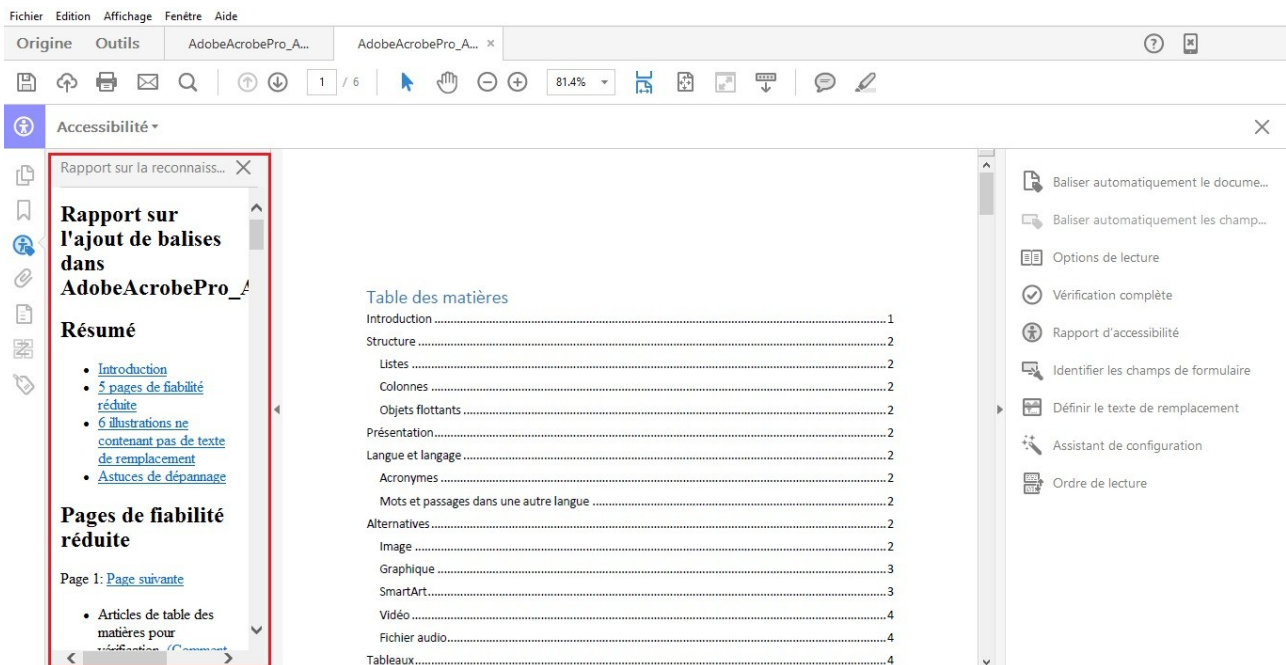 Fichier Edition Affichage Fenêtre Aide
Origine Outils AdobeAcrobePro_A... AdobeAcrobePro_A... ×
1 / 6 81.4%
Accessibilité
Rapport sur la reconnaiss...
Rapport sur
l'ajout de balises
dans
AdobeAcrobePro_A
Résumé
• Introduction
• 5 pages de fiabilité
réduite
• 6 illustrations ne
contenant pas de texte
de remplacement
• Astuces de dépannage
Pages de fiabilité
réduite
Page 1: Page suivante
• Articles de table des
matières pour
vérification. (Comment
Table des matières
Introduction ... 1
Structure ... 2
Listes ... 2
Colonnes ... 2
Objets flottants ... 2
Présentation ... 2
Langue et langage ... 2
Acronymes ... 2
Mots et passages dans une autre langue ... 2
Alternatives ... 2
Image ... 2
Graphique ... 3
SmartArt ... 3
Vidéo ... 4
Fichier audio ... 4
Tableaux ... 4
Baliser automatiquement le docume...
Baliser automatiquement les champ...
Options de lecture
Vérification complète
Rapport d'accessibilité
Identifier les champs de formulaire
Définir le texte de remplacement
Assistant de configuration
Ordre de lecture